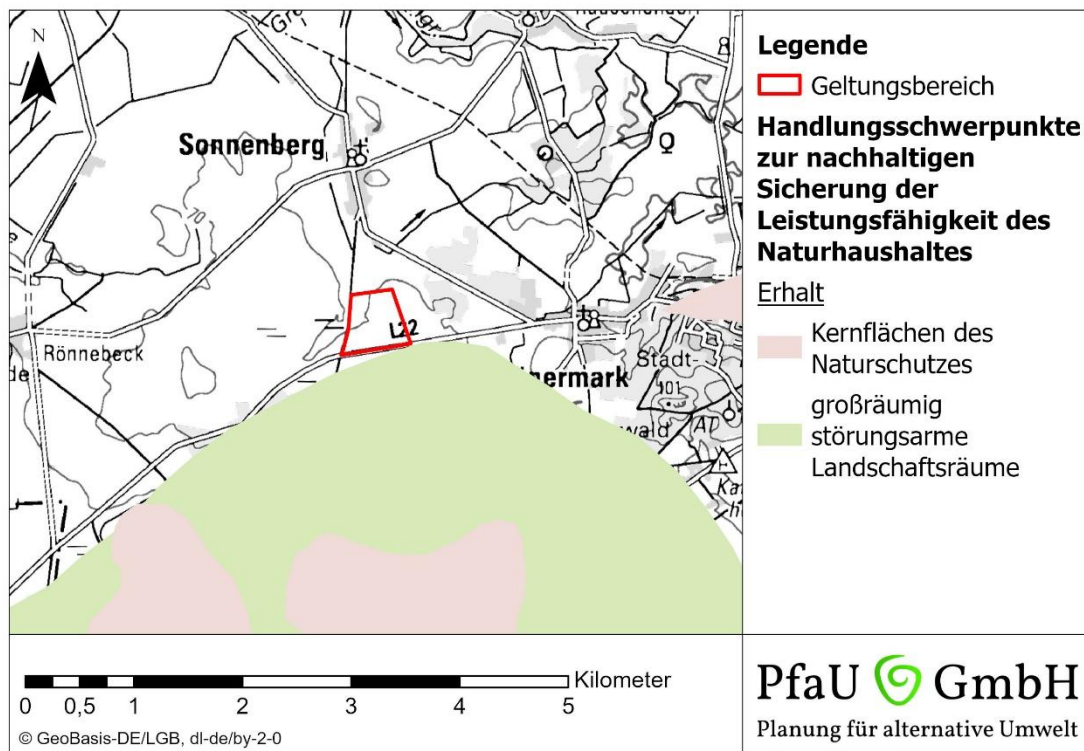 N
Sonnenberg
L22
Rönnebeck
Stadt-
101
wald
Legende
Geltungsbereich
Handlungsschwerpunkte
zur nachhaltigen
Sicherung der
Leistungsfähigkeit des
Naturhaushaltes
Erhalt
Kernflächen des
Naturschutzes
großräumig
störungsarme
Landschaftsräume
Kilometer
0 0,5 1 2 3 4 5
© GeoBasis-DE/LGB, dl-de/by-2-0
PfaU GmbH
Planung für alternative Umwelt